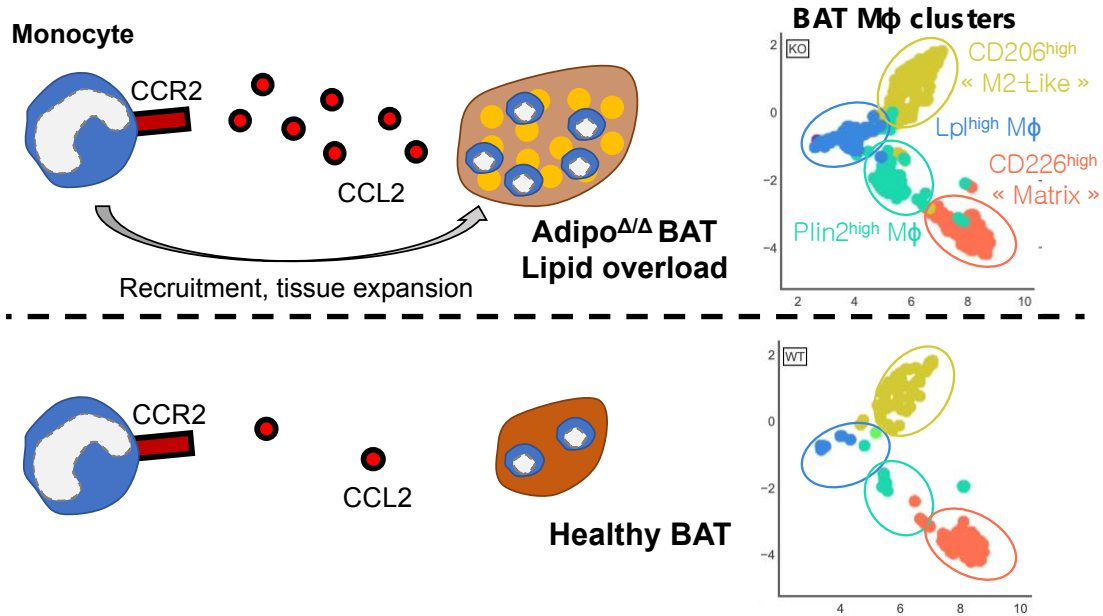 Monocyte
CCR2
CCL2
Adipo^Δ/Δ BAT
Lipid overload
Recruitment, tissue expansion
BAT Mϕ clusters
KO
CD206^high
« M2-Like »
Lpl^high Mϕ
CD226^high
« Matrix »
Plin2^high Mϕ
2
0
−2
−4
2 4 6 8 10
CCR2
CCL2
Healthy BAT
WT
2
0
−2
−4
4 6 8 10